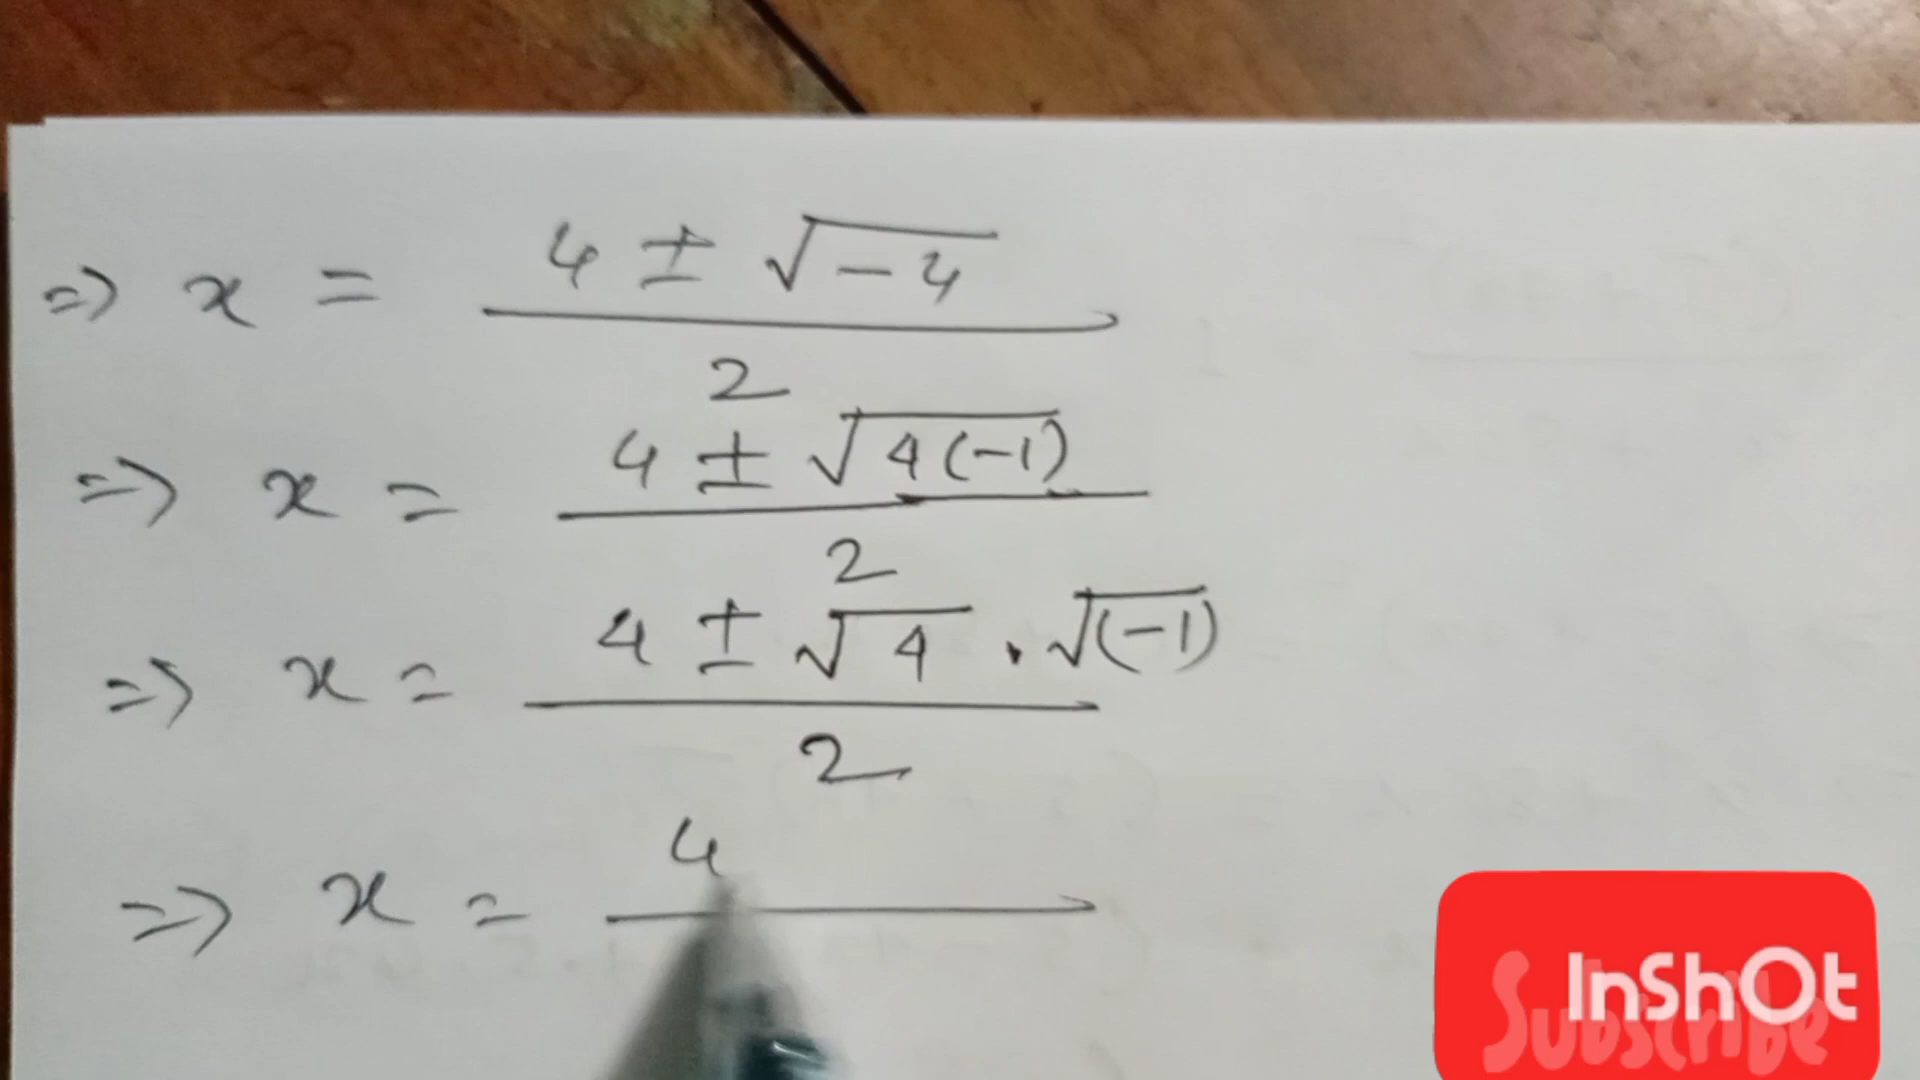 => x = (4 ± √-4) / 2
=> x = (4 ± √4(-1)) / 2
=> x = (4 ± √4 . √(-1)) / 2
=> x = 4
InShOt
Subscribe